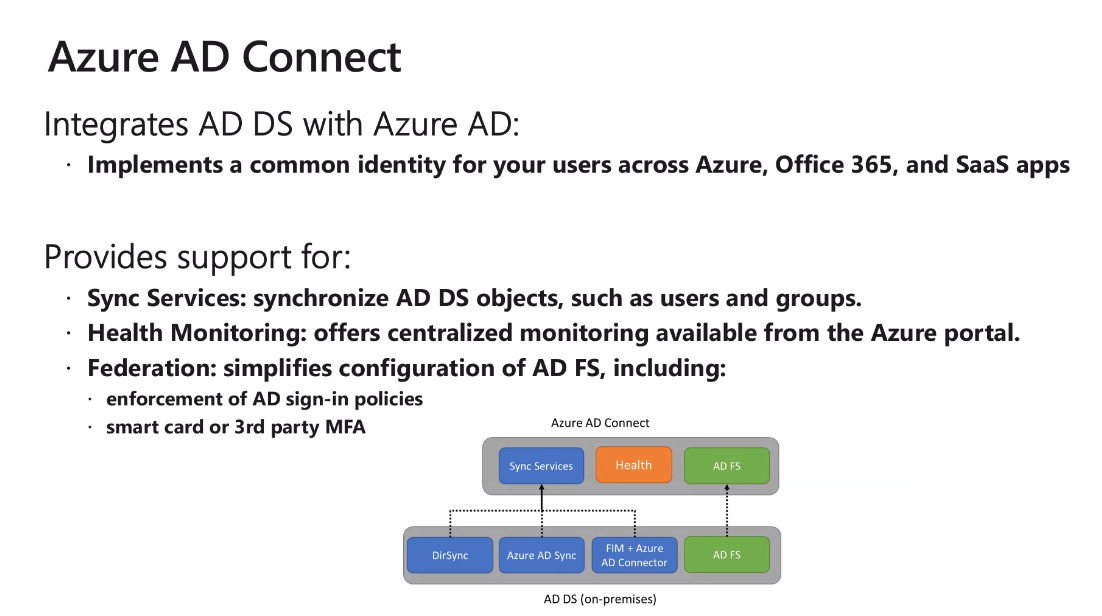 Azure AD Connect
Integrates AD DS with Azure AD:
· Implements a common identity for your users across Azure, Office 365, and SaaS apps
Provides support for:
· Sync Services: synchronize AD DS objects, such as users and groups.
· Health Monitoring: offers centralized monitoring available from the Azure portal.
· Federation: simplifies configuration of AD FS, including:
· enforcement of AD sign-in policies
· smart card or 3rd party MFA
Azure AD Connect
Sync Services
Health
AD FS
DirSync
Azure AD Sync
FIM + Azure
AD Connector
AD FS
AD DS (on-premises)